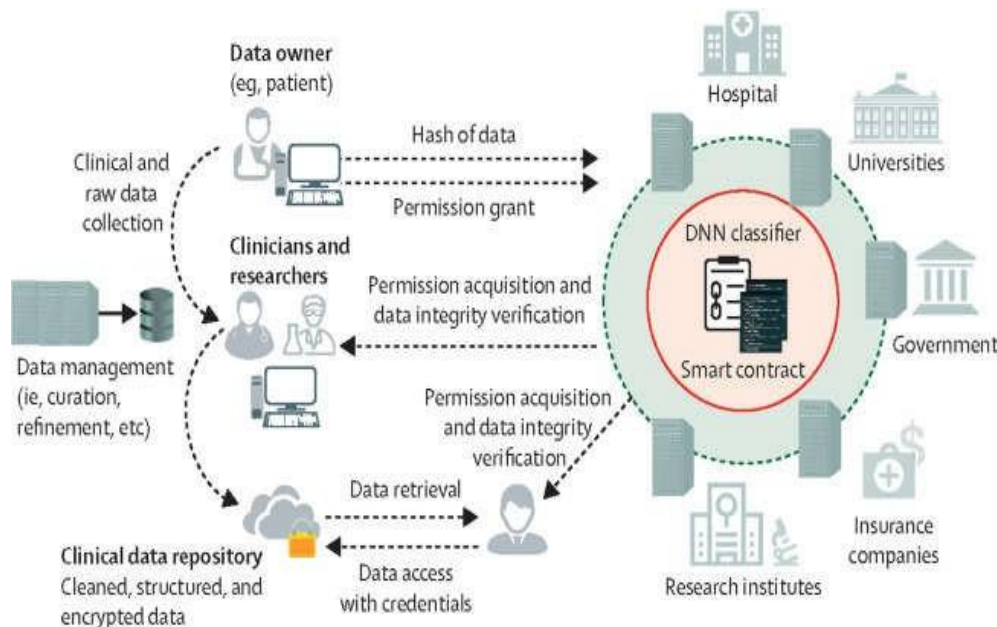 Data owner
(eg, patient)
Hospital
Universities
Hash of data
Permission grant
Clinical and
raw data
collection
Clinicians and
researchers
DNN classifier
Smart contract
Permission acquisition and
data integrity verification
Government
Data management
(ie, curation,
refinement, etc)
Permission acquisition
and data integrity
verification
Data retrieval
Data access
with credentials
Clinical data repository
Cleaned, structured, and
encrypted data
Research institutes
Insurance
companies
$